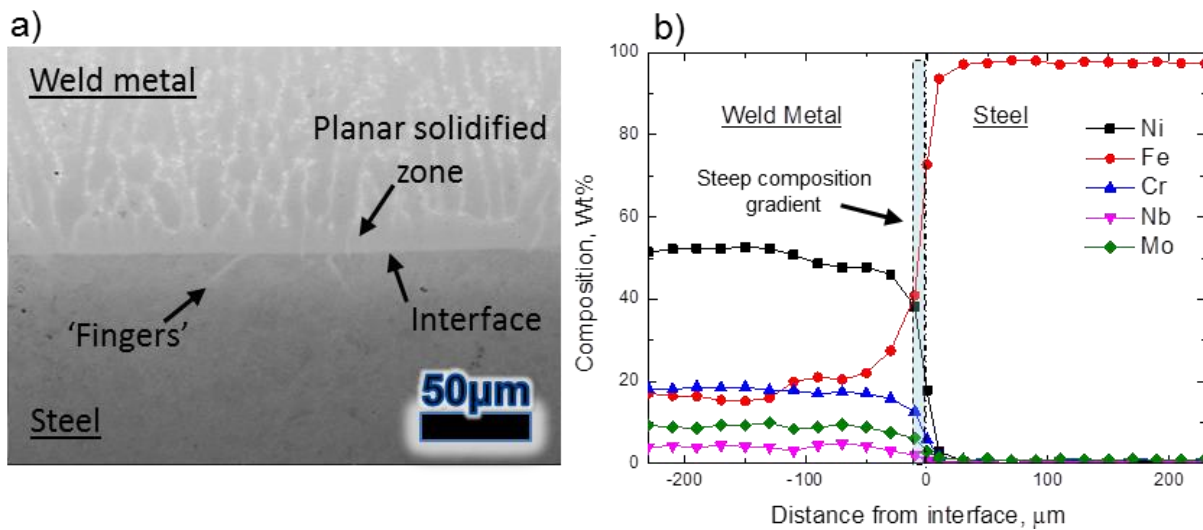 a)
Weld metal
Planar solidified
zone
'Fingers'
Interface
50μm
Steel
b)
100
80
60
40
20
0
Composition, Wt%
Weld Metal
Steel
Steep composition
gradient
Ni
Fe
Cr
Nb
Mo
-200
-100
0
100
200
Distance from interface, μm